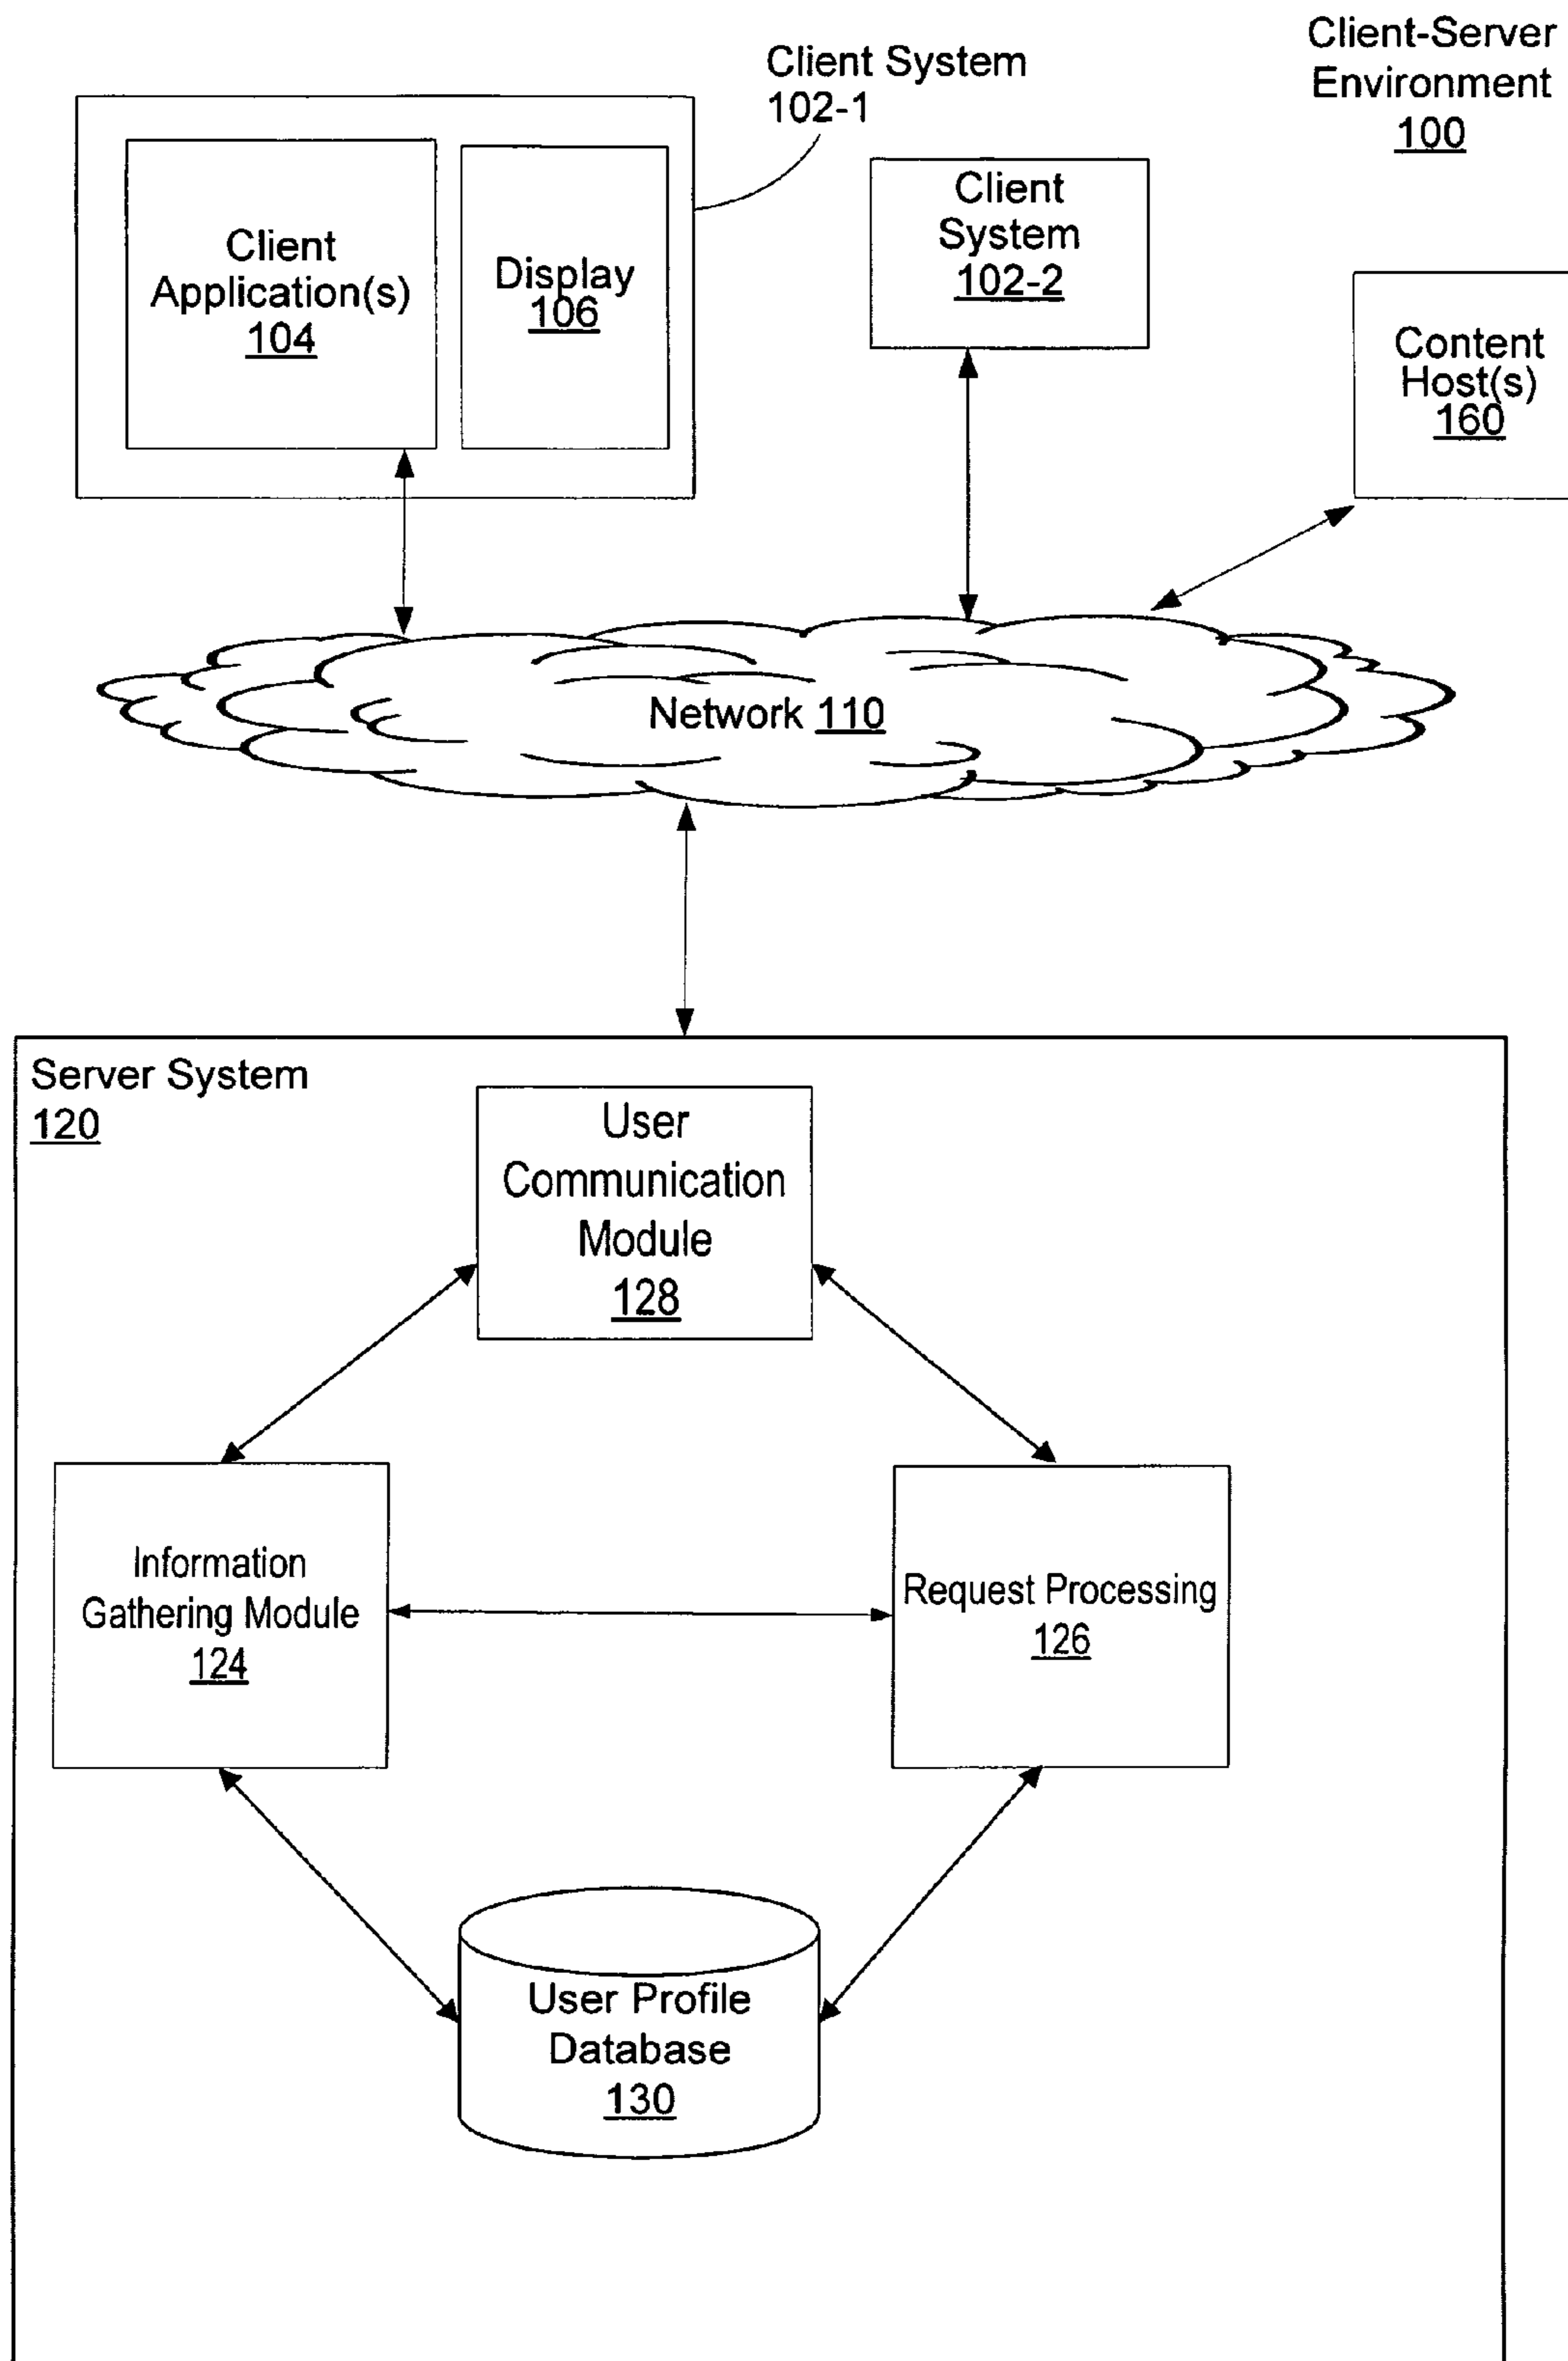 Client-Server
Environment
100
Client System
102-1
Client
Application(s)
104
Display
106
Client
System
102-2
Content
Host(s)
160
Network 110
Server System
120
User
Communication
Module
128
Information
Gathering Module
124
Request Processing
126
User Profile
Database
130